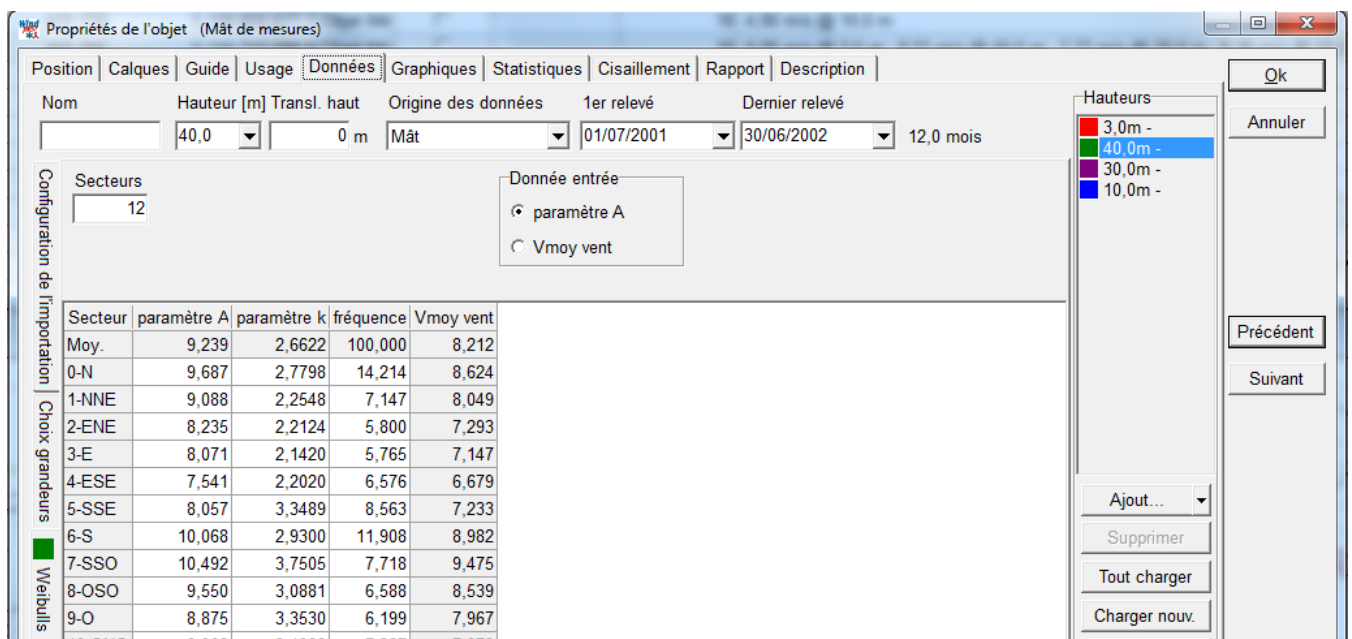 Propriétés de l'objet (Mât de mesures)
Position Calques Guide Usage Données Graphiques Statistiques Cisaillement Rapport Description
Nom Hauteur [m] Transl. haut Origine des données 1er relevé Dernier relevé
40,0 0 m Mât 01/07/2001 30/06/2002 12,0 mois
Configuration de l'importation
Choix grandeurs
Weibulls
Secteurs
12
Donnée entrée
paramètre A
Vmoy vent
Secteur paramètre A paramètre k fréquence Vmoy vent
Moy. 9,239 2,6622 100,000 8,212
0-N 9,687 2,7798 14,214 8,624
1-NNE 9,088 2,2548 7,147 8,049
2-ENE 8,235 2,2124 5,800 7,293
3-E 8,071 2,1420 5,765 7,147
4-ESE 7,541 2,2020 6,576 6,679
5-SSE 8,057 3,3489 8,563 7,233
6-S 10,068 2,9300 11,908 8,982
7-SSO 10,492 3,7505 7,718 9,475
8-OSO 9,550 3,0881 6,588 8,539
9-O 8,875 3,3530 6,199 7,967
Hauteurs
3,0m -
40,0m -
30,0m -
10,0m -
Ajout...
Supprimer
Tout charger
Charger nouv.
Ok
Annuler
Précédent
Suivant